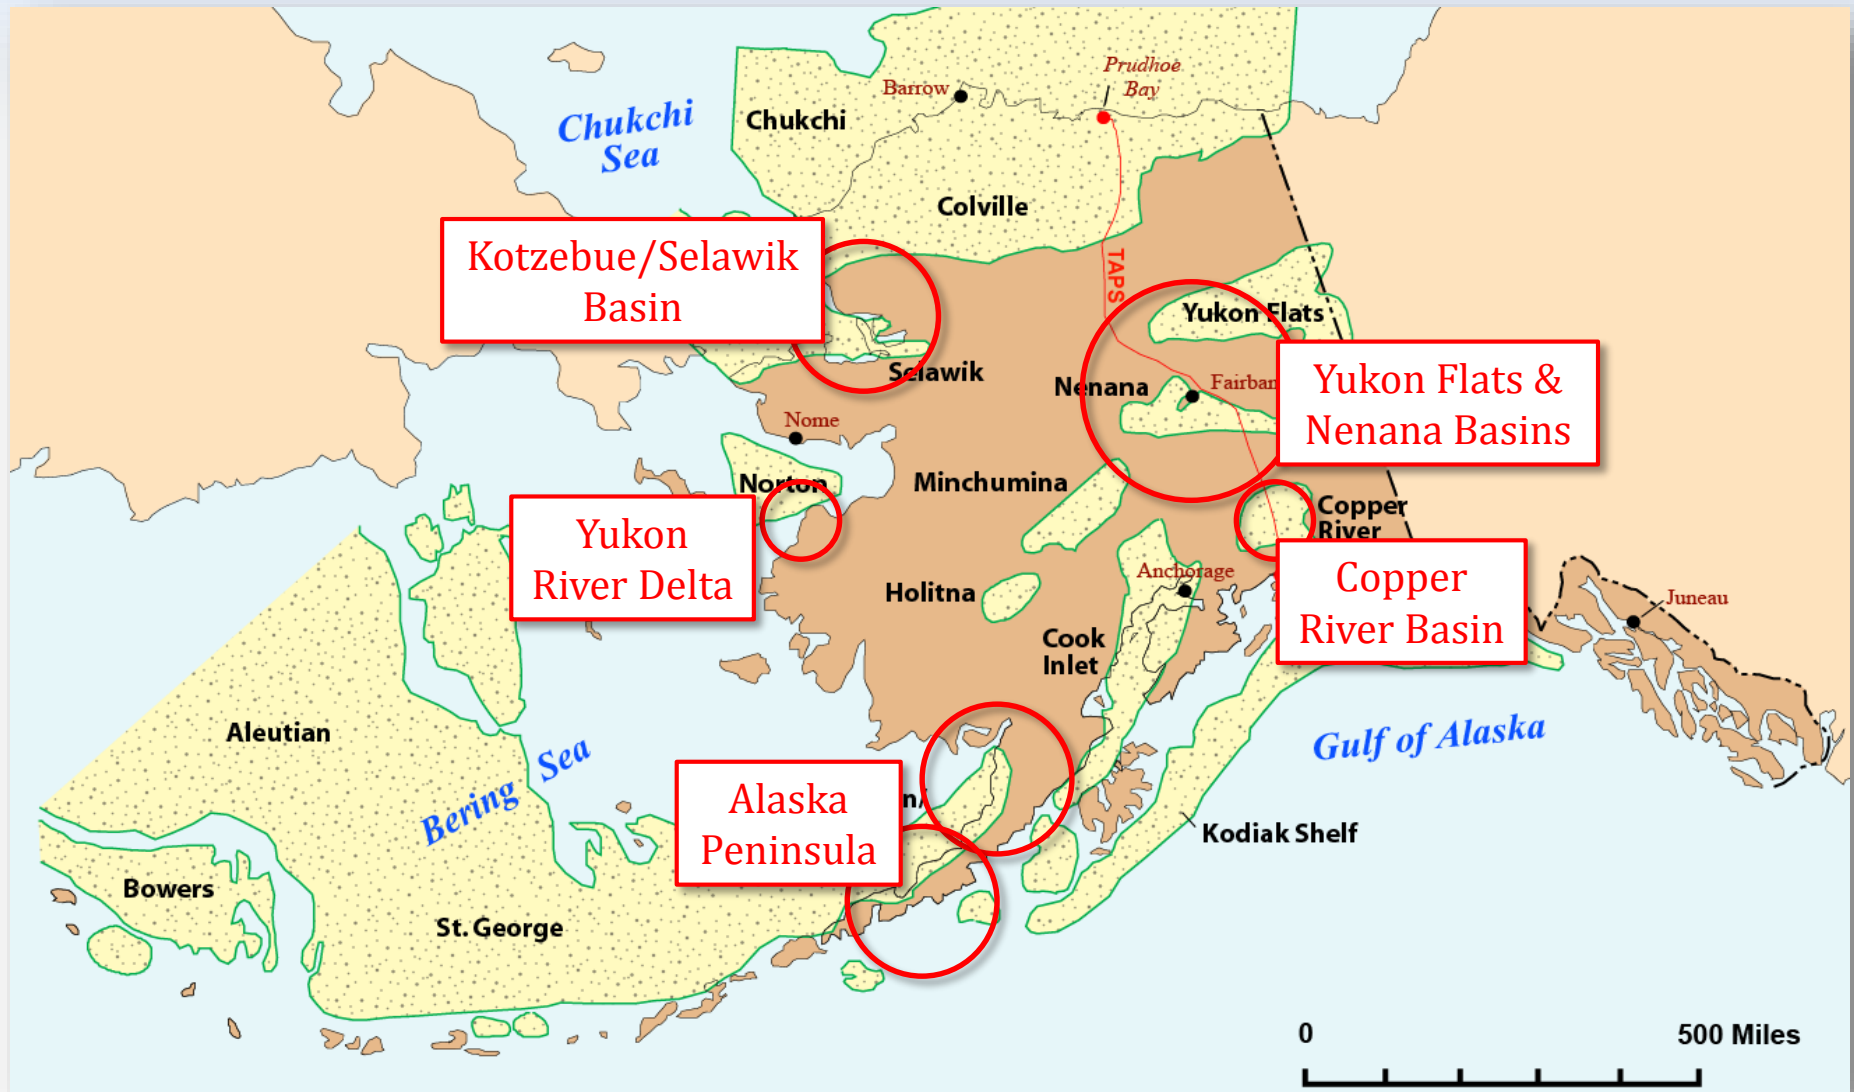 Prudhoe
Bay
Barrow
Chukchi
Chukchi
Sea
Colville
Kotzebue/Selawik
Basin
TAPS
Yukon Flats
Selawik
Nenana
Yukon Flats &
Nenana Basins
Nome
Norton
Minchumina
Copper
River
Yukon
River Delta
Anchorage
Holitna
Copper
River Basin
Juneau
Cook
Inlet
Aleutian
Bering Sea
Gulf of Alaska
Alaska
Peninsula
Kodiak Shelf
Bowers
St. George
0
500 Miles